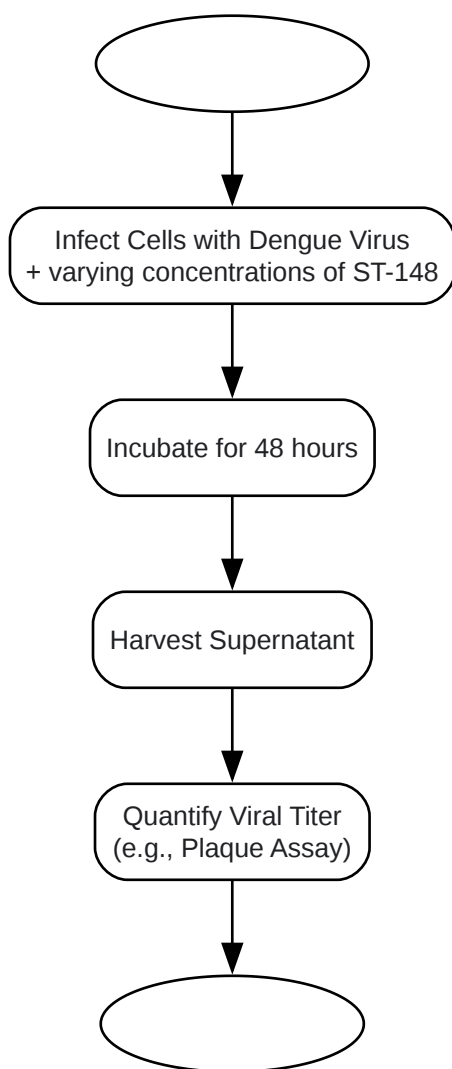 Infect Cells with Dengue Virus
+ varying concentrations of ST-148
Incubate for 48 hours
Harvest Supernatant
Quantify Viral Titer
(e.g., Plaque Assay)